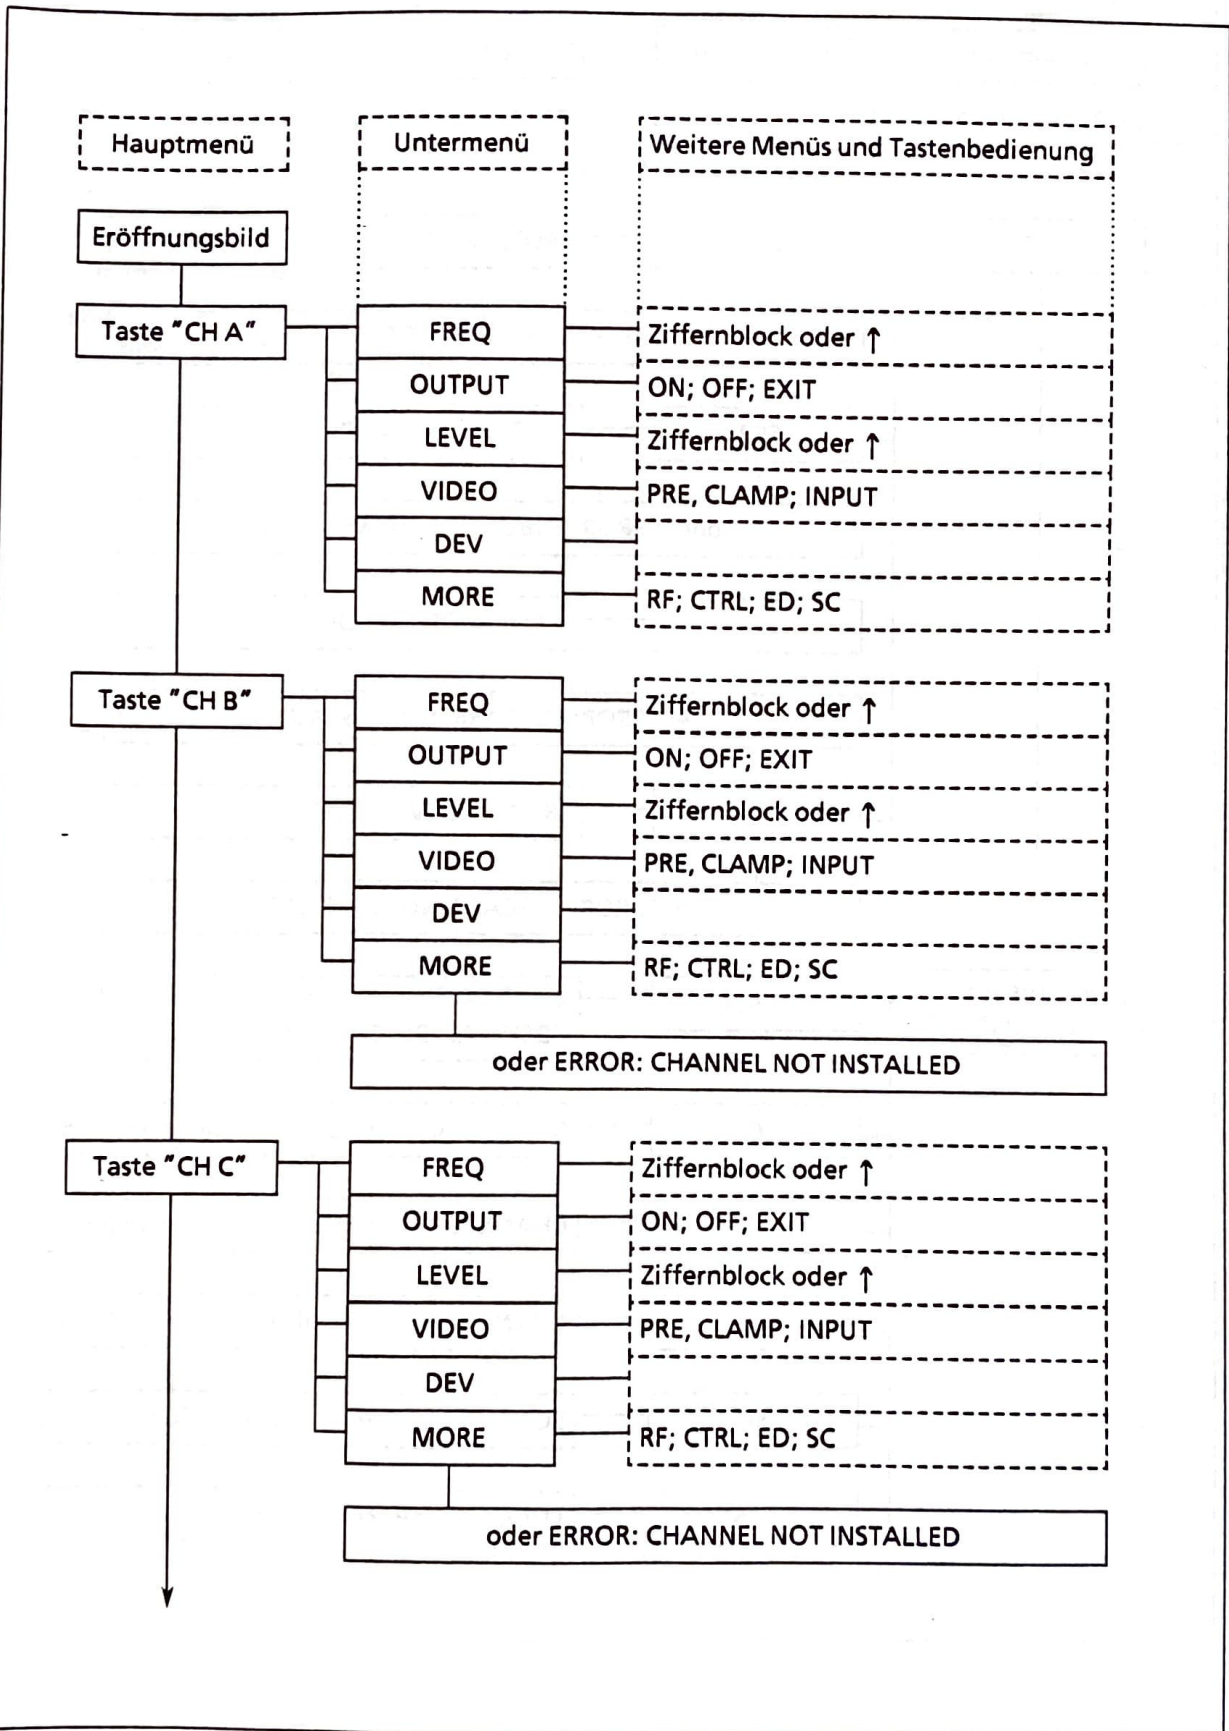 Hauptmenü Untermenü Weitere Menüs und Tastenbedienung
Eröffnungsbild
Taste "CH A" FREQ Ziffernblock oder ↑
OUTPUT ON; OFF; EXIT
LEVEL Ziffernblock oder ↑
VIDEO PRE, CLAMP; INPUT
DEV
MORE RF; CTRL; ED; SC
Taste "CH B" FREQ Ziffernblock oder ↑
OUTPUT ON; OFF; EXIT
LEVEL Ziffernblock oder ↑
VIDEO PRE, CLAMP; INPUT
DEV
MORE RF; CTRL; ED; SC
oder ERROR: CHANNEL NOT INSTALLED
Taste "CH C" FREQ Ziffernblock oder ↑
OUTPUT ON; OFF; EXIT
LEVEL Ziffernblock oder ↑
VIDEO PRE, CLAMP; INPUT
DEV
MORE RF; CTRL; ED; SC
oder ERROR: CHANNEL NOT INSTALLED